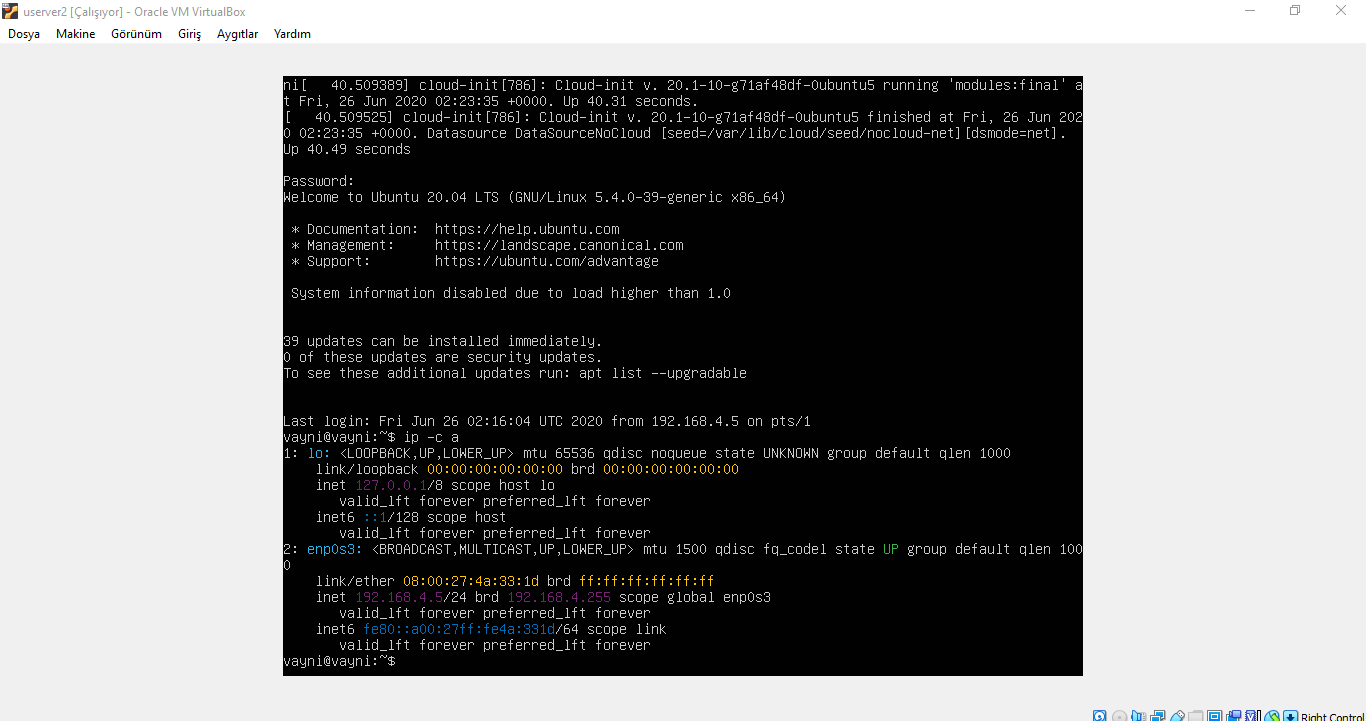 userver2 [Çalışıyor] - Oracle VM VirtualBox
Dosya Makine Görünüm Giriş Aygıtlar Yardım
ni[   40.509389] cloud-init[786]: Cloud-init v. 20.1-10-g71af48df-0ubuntu5 running 'modules:final' a
t Fri, 26 Jun 2020 02:23:35 +0000. Up 40.31 seconds.
[   40.509525] cloud-init[786]: Cloud-init v. 20.1-10-g71af48df-0ubuntu5 finished at Fri, 26 Jun 202
0 02:23:35 +0000. Datasource DataSourceNoCloud [seed=/var/lib/cloud/seed/nocloud-net][dsmode=net].
Up 40.49 seconds
Password:
Welcome to Ubuntu 20.04 LTS (GNU/Linux 5.4.0-39-generic x86_64)
 * Documentation:  https://help.ubuntu.com
 * Management:     https://landscape.canonical.com
 * Support:        https://ubuntu.com/advantage
 System information disabled due to load higher than 1.0
39 updates can be installed immediately.
0 of these updates are security updates.
To see these additional updates run: apt list --upgradable
Last login: Fri Jun 26 02:16:04 UTC 2020 from 192.168.4.5 on pts/1
vayni@vayni:~$ ip -c a
1: lo: <LOOPBACK,UP,LOWER_UP> mtu 65536 qdisc noqueue state UNKNOWN group default qlen 1000
    link/loopback 00:00:00:00:00:00 brd 00:00:00:00:00:00
    inet 127.0.0.1/8 scope host lo
       valid_lft forever preferred_lft forever
    inet6 ::1/128 scope host
       valid_lft forever preferred_lft forever
2: enp0s3: <BROADCAST,MULTICAST,UP,LOWER_UP> mtu 1500 qdisc fq_codel state UP group default qlen 100
0
    link/ether 08:00:27:4a:33:1d brd ff:ff:ff:ff:ff:ff
    inet 192.168.4.5/24 brd 192.168.4.255 scope global enp0s3
       valid_lft forever preferred_lft forever
    inet6 fe80::a00:27ff:fe4a:331d/64 scope link
       valid_lft forever preferred_lft forever
vayni@vayni:~$
Right Control